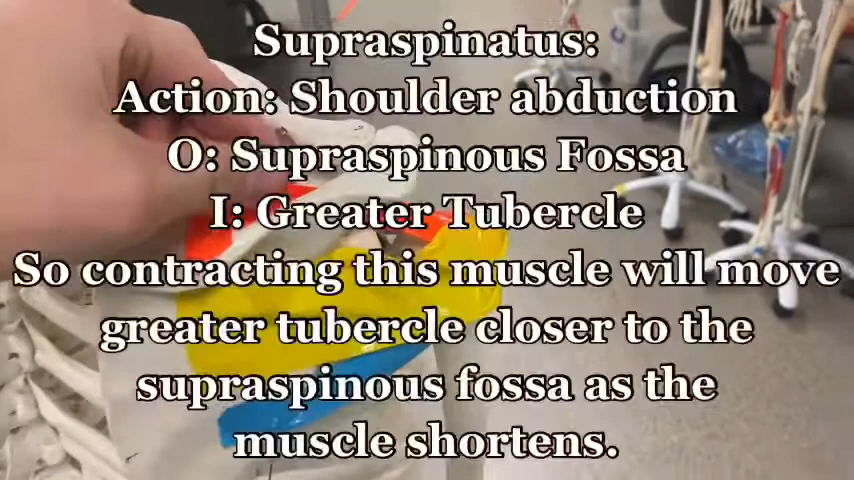 Supraspinatus:
Action: Shoulder abduction
O: Supraspinous Fossa
I: Greater Tubercle
So contracting this muscle will move
greater tubercle closer to the
supraspinous fossa as the
muscle shortens.